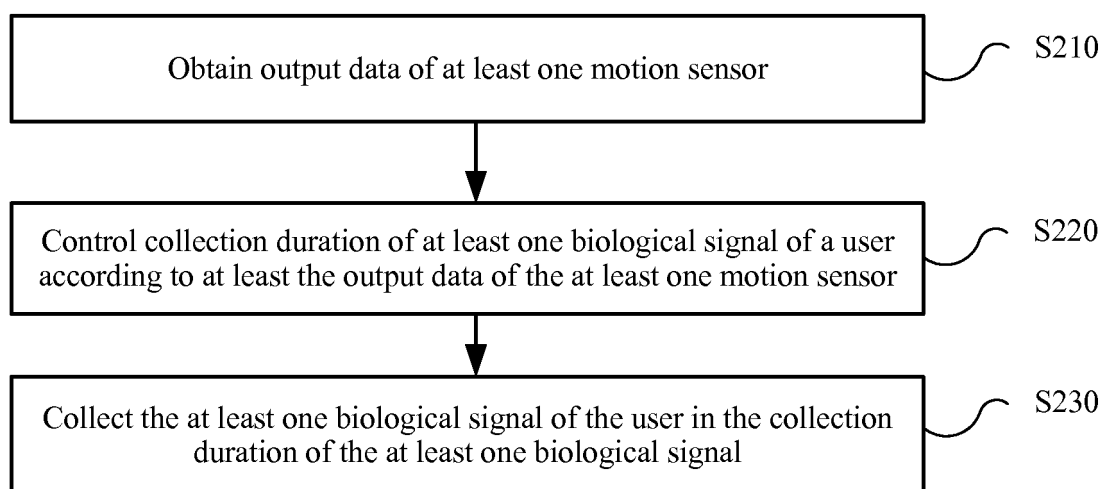 Obtain output data of at least one motion sensor
S210
Control collection duration of at least one biological signal of a user
according to at least the output data of the at least one motion sensor
S220
Collect the at least one biological signal of the user in the collection
duration of the at least one biological signal
S230